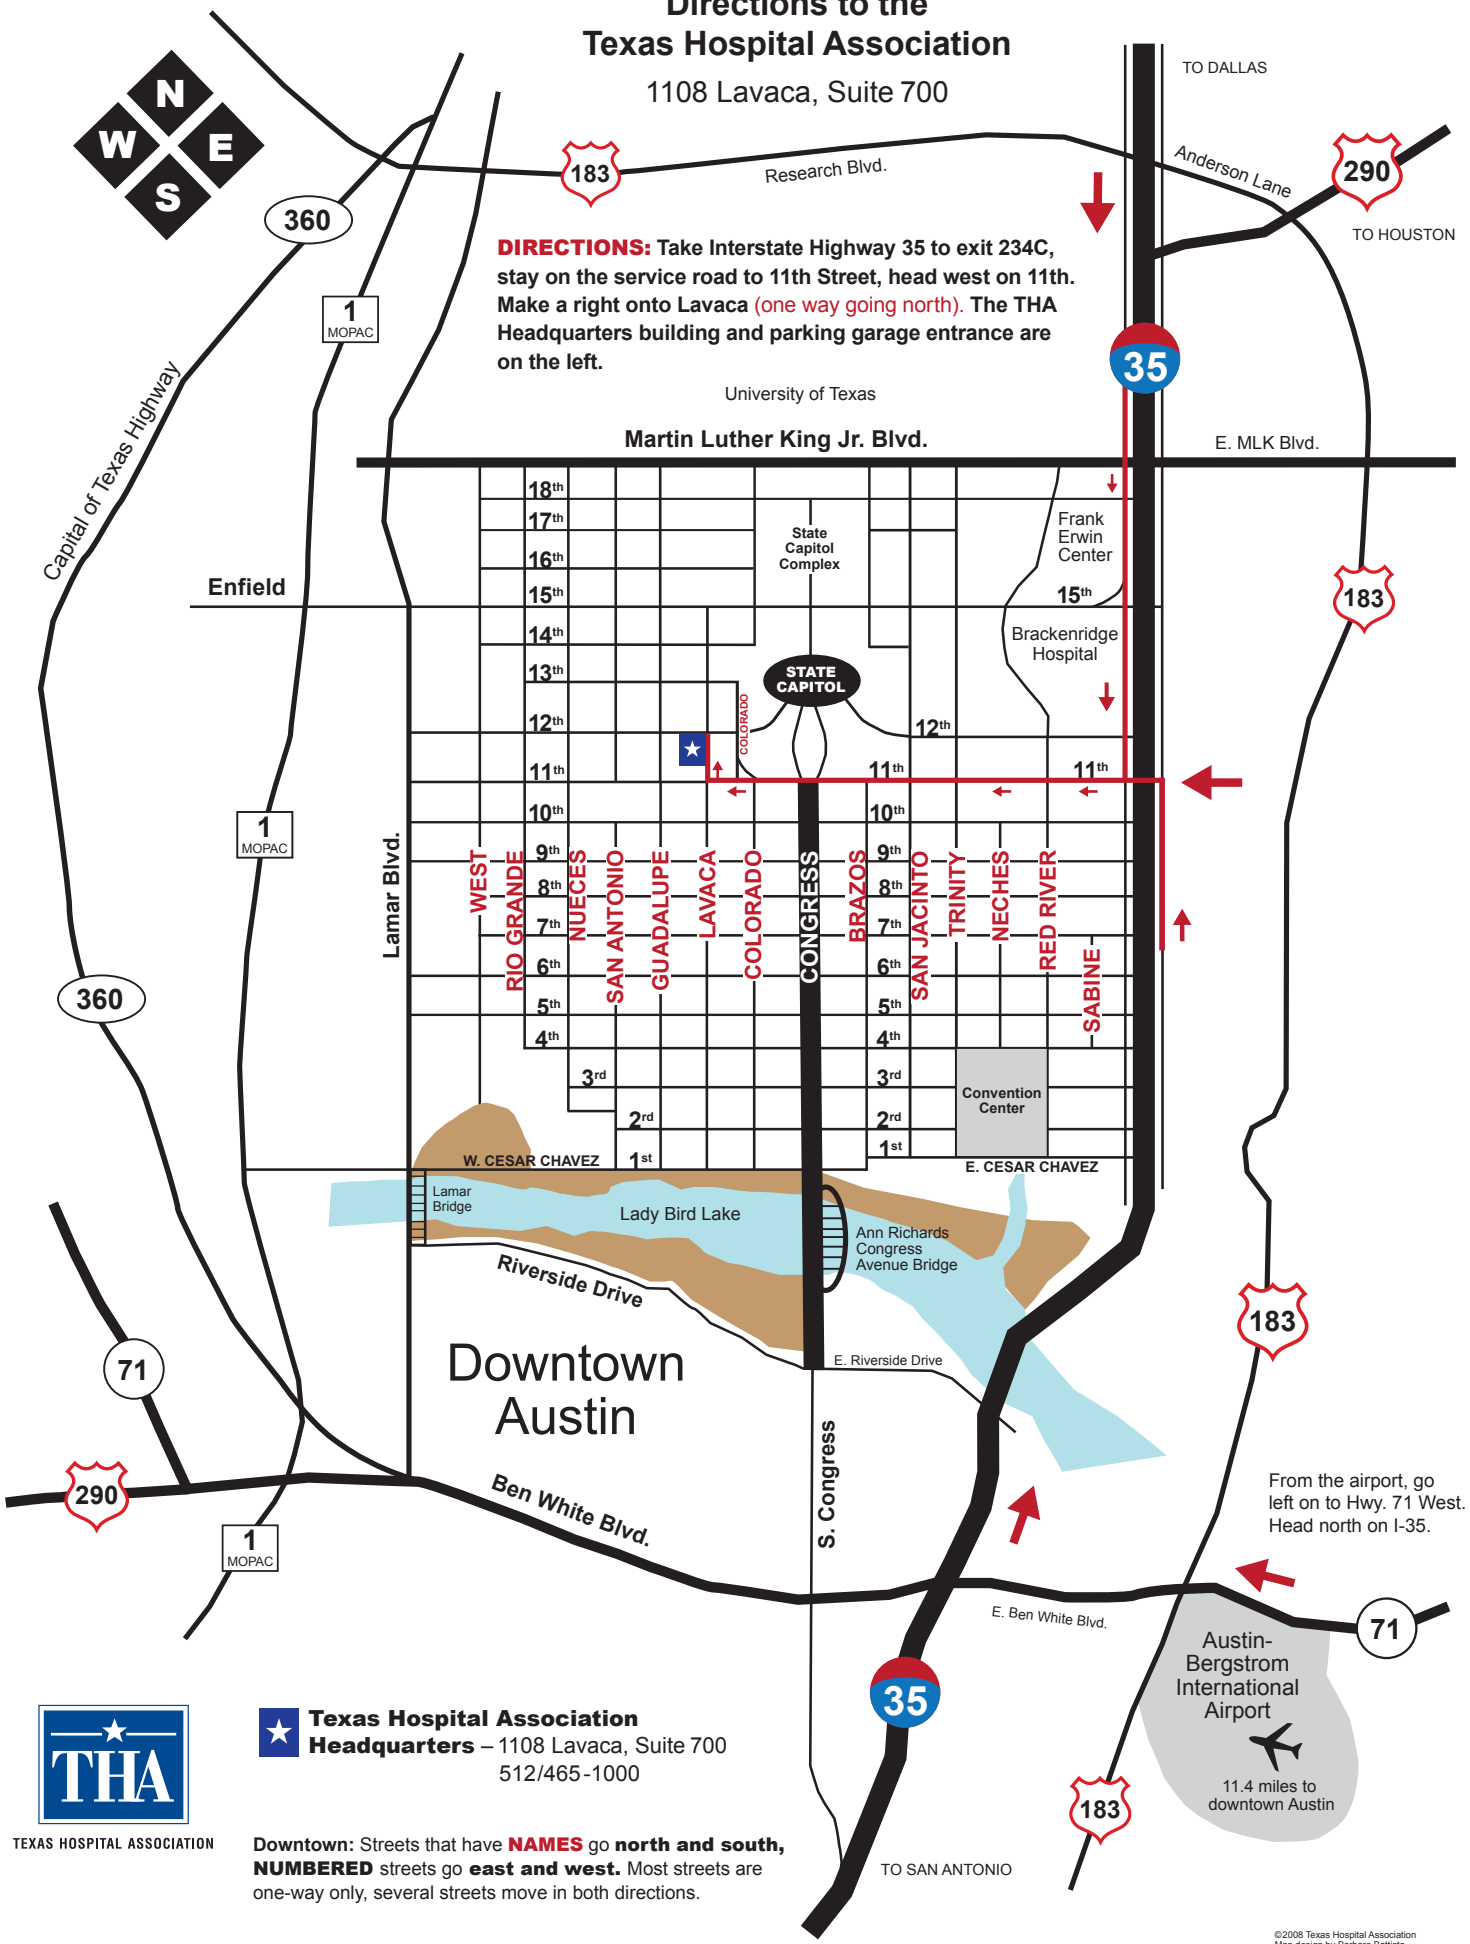 Directions to the
Texas Hospital Association
1108 Lavaca, Suite 700
N
W E
S
TO DALLAS
183
Research Blvd.
Anderson Lane
290
TO HOUSTON
360
1
MOPAC
Capital of Texas Highway
DIRECTIONS: Take Interstate Highway 35 to exit 234C,
stay on the service road to 11th Street, head west on 11th.
Make a right onto Lavaca (one way going north). The THA
Headquarters building and parking garage entrance are
on the left.
35
University of Texas
Martin Luther King Jr. Blvd.
E. MLK Blvd.
18th
17th
16th
15th
14th
13th
12th
11th
10th
9th
8th
7th
6th
5th
4th
3rd
2rd
1st
State
Capitol
Complex
Frank
Erwin
Center
15th
Enfield
183
Brackenridge
Hospital
STATE
CAPITOL
COLORADO
12th
11th
11th
10th
9th
8th
7th
6th
5th
4th
3rd
2rd
1st
1
MOPAC
Lamar Blvd.
WEST
RIO GRANDE
NUECES
SAN ANTONIO
GUADALUPE
LAVACA
COLORADO
CONGRESS
BRAZOS
SAN JACINTO
TRINITY
NECHES
RED RIVER
SABINE
360
Convention
Center
W. CESAR CHAVEZ
E. CESAR CHAVEZ
Lamar
Bridge
Lady Bird Lake
Ann Richards
Congress
Avenue Bridge
Riverside Drive
183
E. Riverside Drive
Downtown
Austin
71
S. Congress
290
Ben White Blvd.
From the airport, go
left on to Hwy. 71 West.
Head north on I-35.
1
MOPAC
E. Ben White Blvd.
71
Austin-
Bergstrom
International
Airport
11.4 miles to
downtown Austin
35
183
THA
TEXAS HOSPITAL ASSOCIATION
Texas Hospital Association
Headquarters – 1108 Lavaca, Suite 700
512/465-1000
Downtown: Streets that have NAMES go north and south,
NUMBERED streets go east and west. Most streets are
one-way only, several streets move in both directions.
TO SAN ANTONIO
©2008 Texas Hospital Association